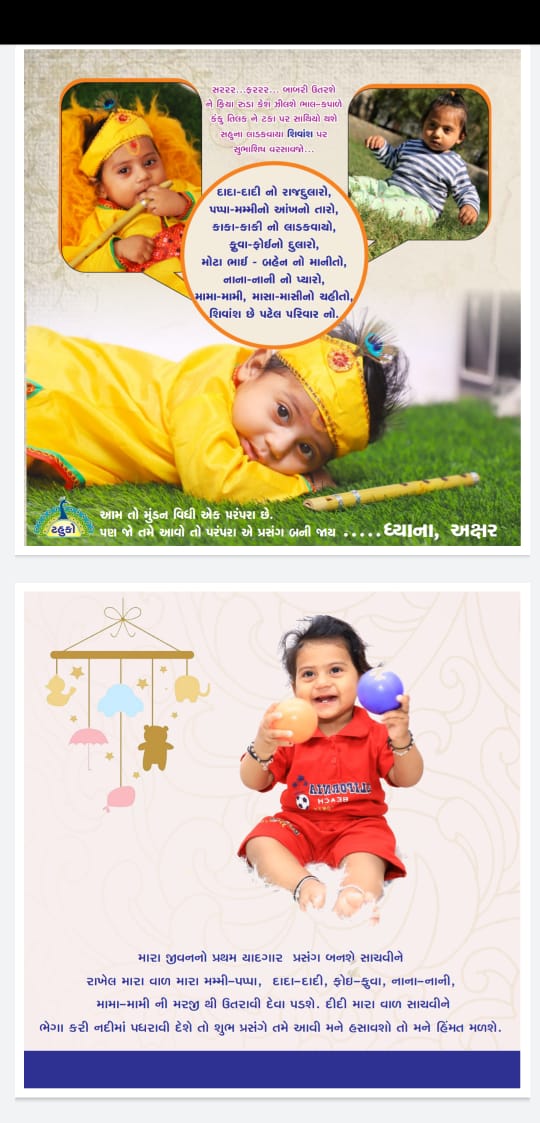 સરરર...ફરરર... બાબરી ઉતરશે
ને ફિયા રુડા કેશ ઝીલશે ભાલ-કપાળે
કંકુ તિલક ને ટકા પર સાથિયો થશે
સહુના લાડકવાયા શિવાંશ પર
શુભાશિષ વરસાવજો...
દાદા-દાદી નો રાજદુલારો,
પપ્પા-મમ્મીનો આંખનો તારો,
કાકા-કાકી નો લાડકવાયો,
ફુવા-ફોઈનો દુલારો,
મોટા ભાઈ - બહેન નો માનીતો,
નાના-નાની નો પ્યારો,
મામા-મામી, માસા-માસીનો ચહીતો,
શિવાંશ છે પટેલ પરિવાર નો.
ટહુકો
આમ તો મુંડન વિધી એક પરંપરા છે.
પણ જો તમે આવો તો પરંપરા એ પ્રસંગ બની જાય .....ધ્યાના, અક્ષર
BEACH
મારા જીવનનો પ્રથમ યાદગાર પ્રસંગ બનશે સાચવીને
રાખેલ મારા વાળ મારા મમ્મી-પપ્પા, દાદા-દાદી, ફોઇ-ફુવા, નાના-નાની,
મામા-મામી ની મરજી થી ઉતરાવી દેવા પડશે. દીદી મારા વાળ સાચવીને
ભેગા કરી નદીમાં પધરાવી દેશે તો શુભ પ્રસંગે તમે આવી મને હસાવશો તો મને હિંમત મળશે.